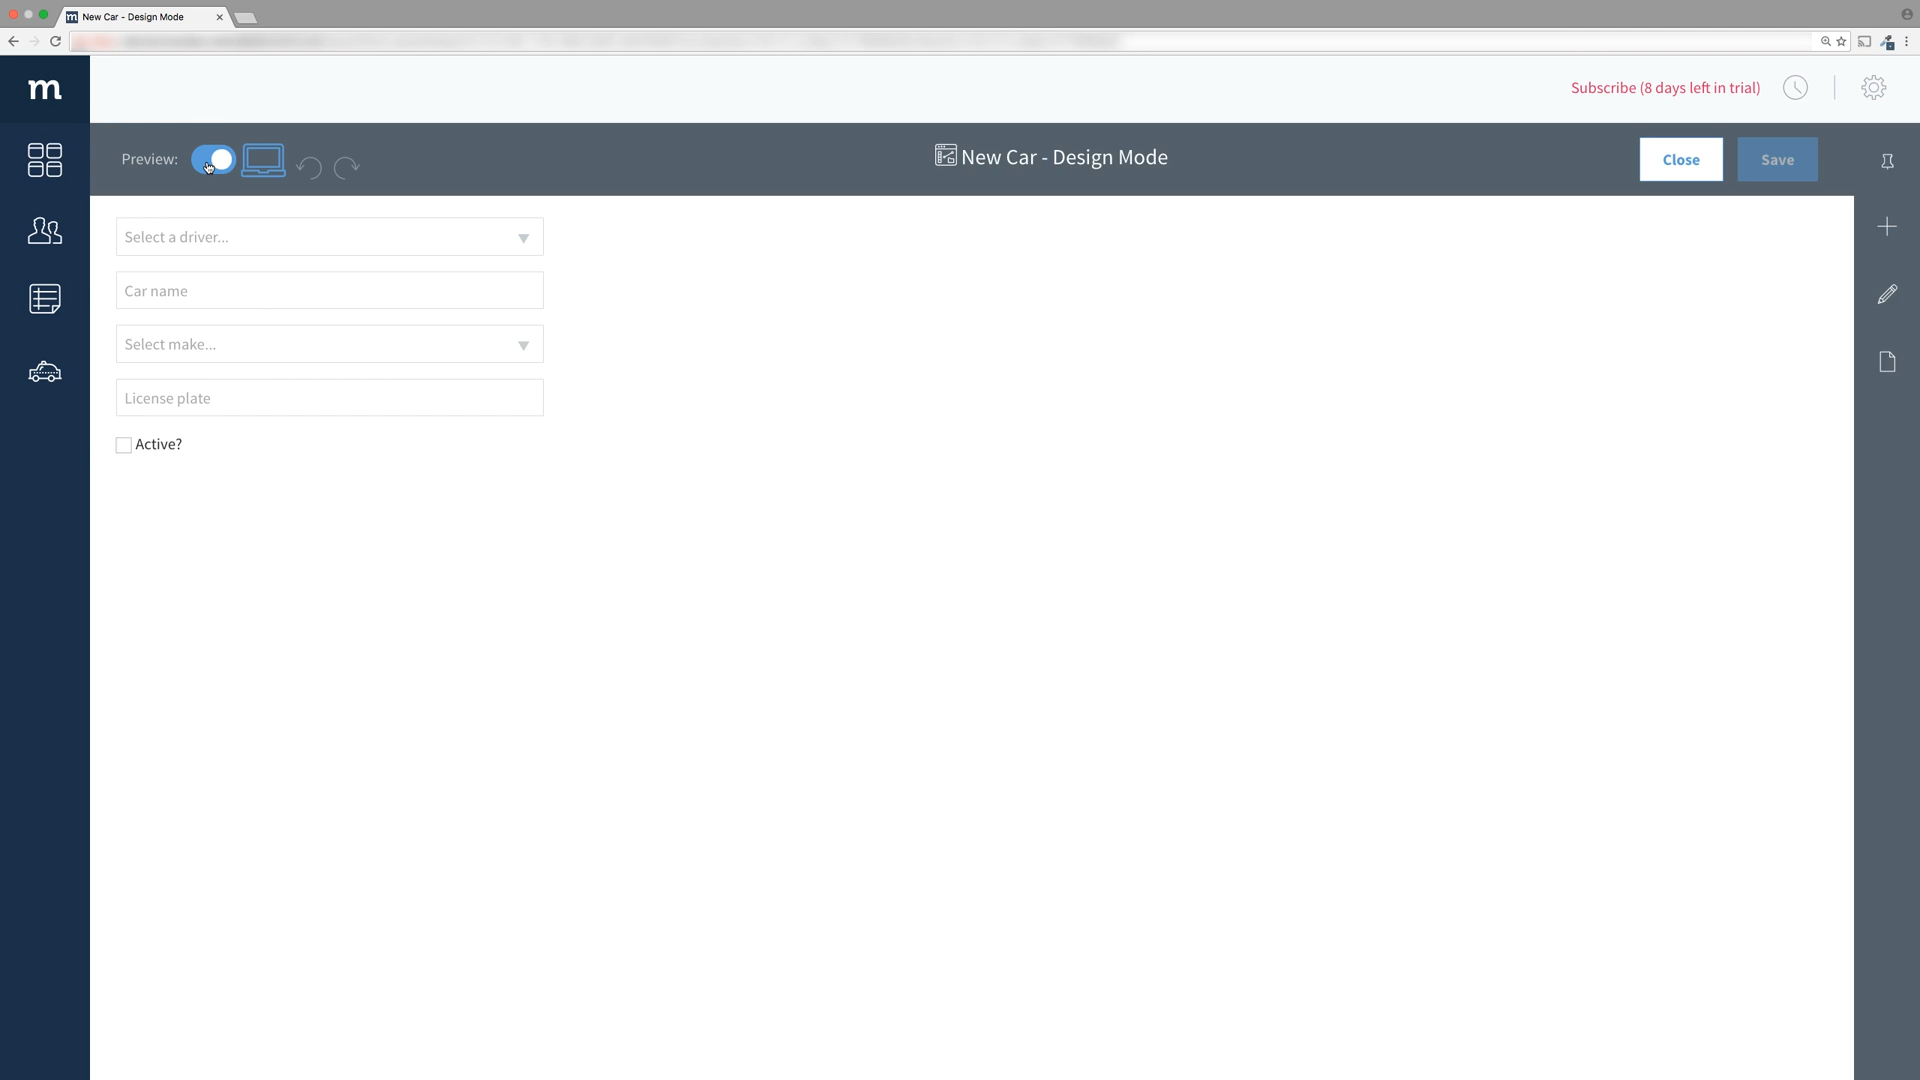 New Car - Design Mode
m
Subscribe (8 days left in trial)
Preview:
New Car - Design Mode
Close
Save
Select a driver...
Car name
Select make...
License plate
Active?